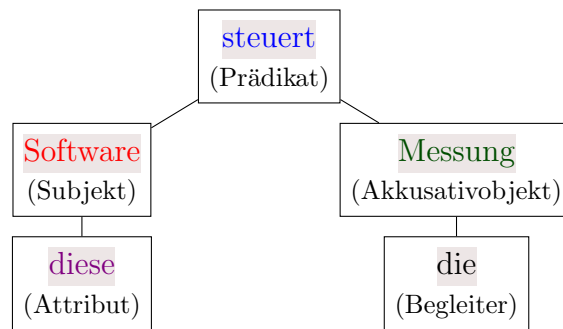 steuert
(Prädikat)
Software
(Subjekt)
Messung
(Akkusativobjekt)
diese
(Attribut)
die
(Begleiter)